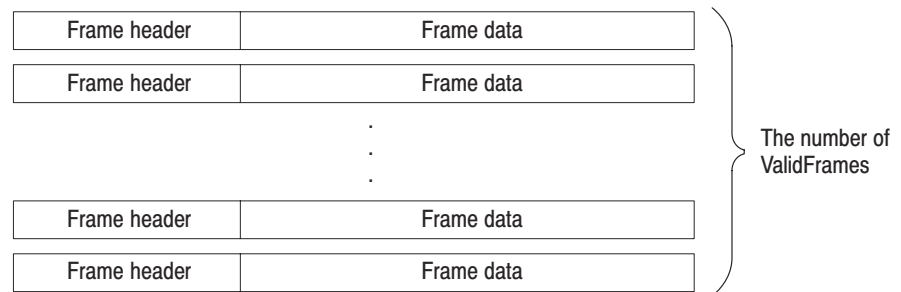 Frame header Frame data
Frame header Frame data
.
.
.
The number of
ValidFrames
Frame header Frame data
Frame header Frame data